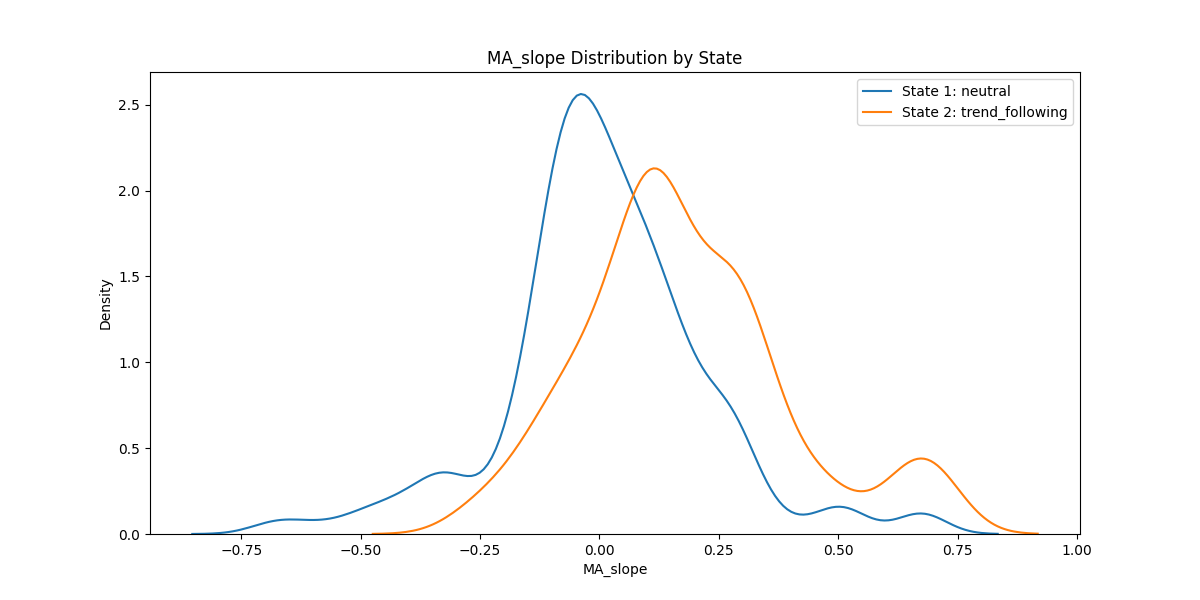 MA_slope Distribution by State
State 1: neutral
State 2: trend_following
Density
2.5
2.0
1.5
1.0
0.5
0.0
−0.75 −0.50 −0.25 0.00 0.25 0.50 0.75 1.00
MA_slope